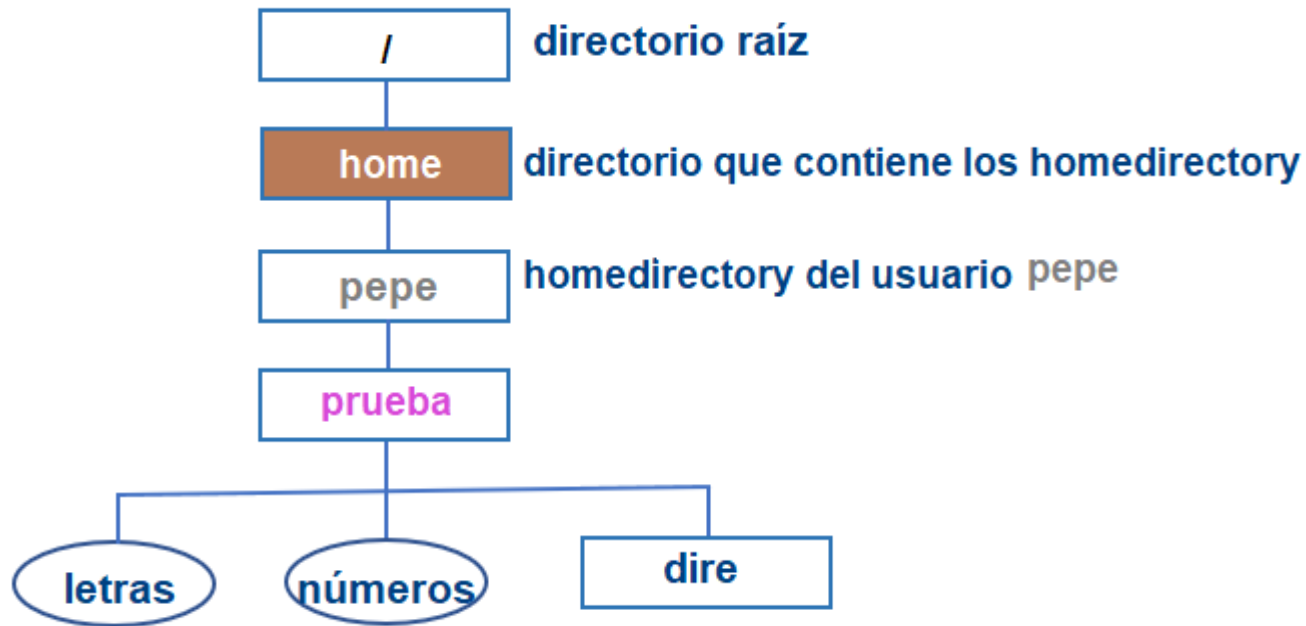 / directorio raíz
home directorio que contiene los homedirectory
pepe homedirectory del usuario pepe
prueba
letras números dire